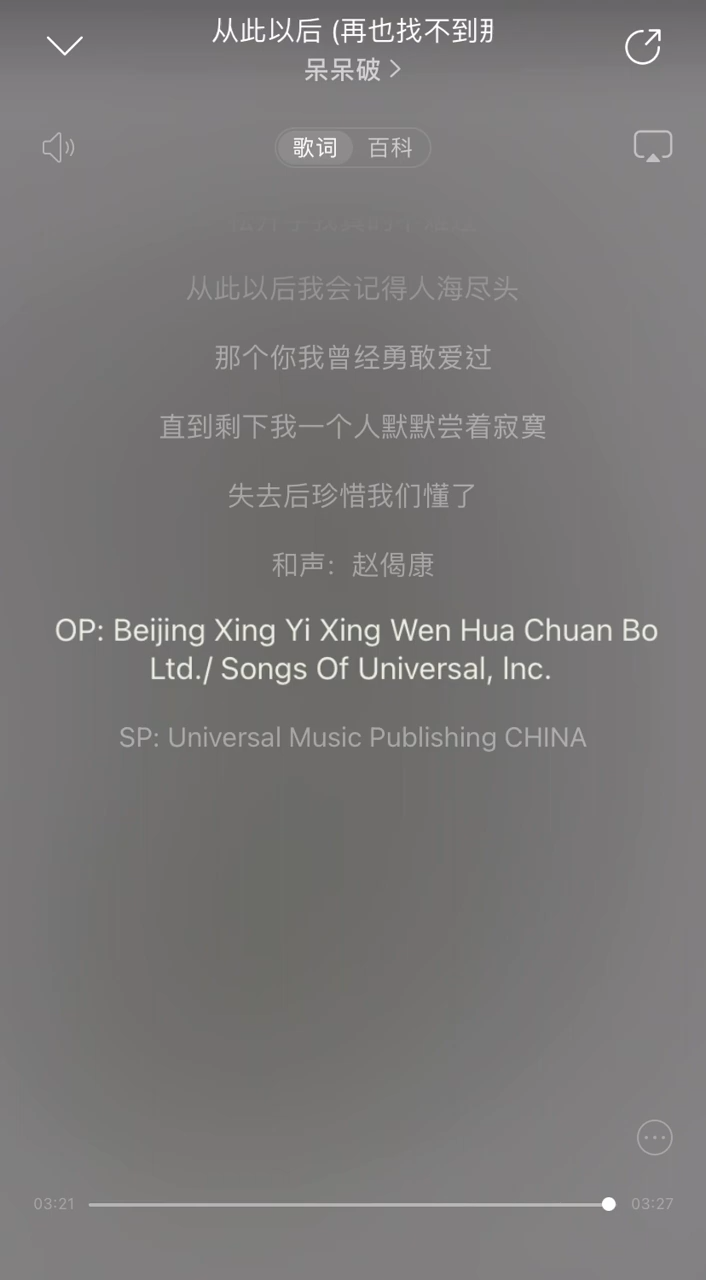 从此以后 (再也找不到
呆呆破
歌词 百科
从此以后我会记得人海尽头
那个你我曾经勇敢爱过
直到剩下我一个人默默尝着寂寞
失去后珍惜我们懂了
和声：赵偈康
OP: Beijing Xing Yi Xing Wen Hua Chuan Bo
Ltd./ Songs Of Universal, Inc.
SP: Universal Music Publishing CHINA
03:21 03:27